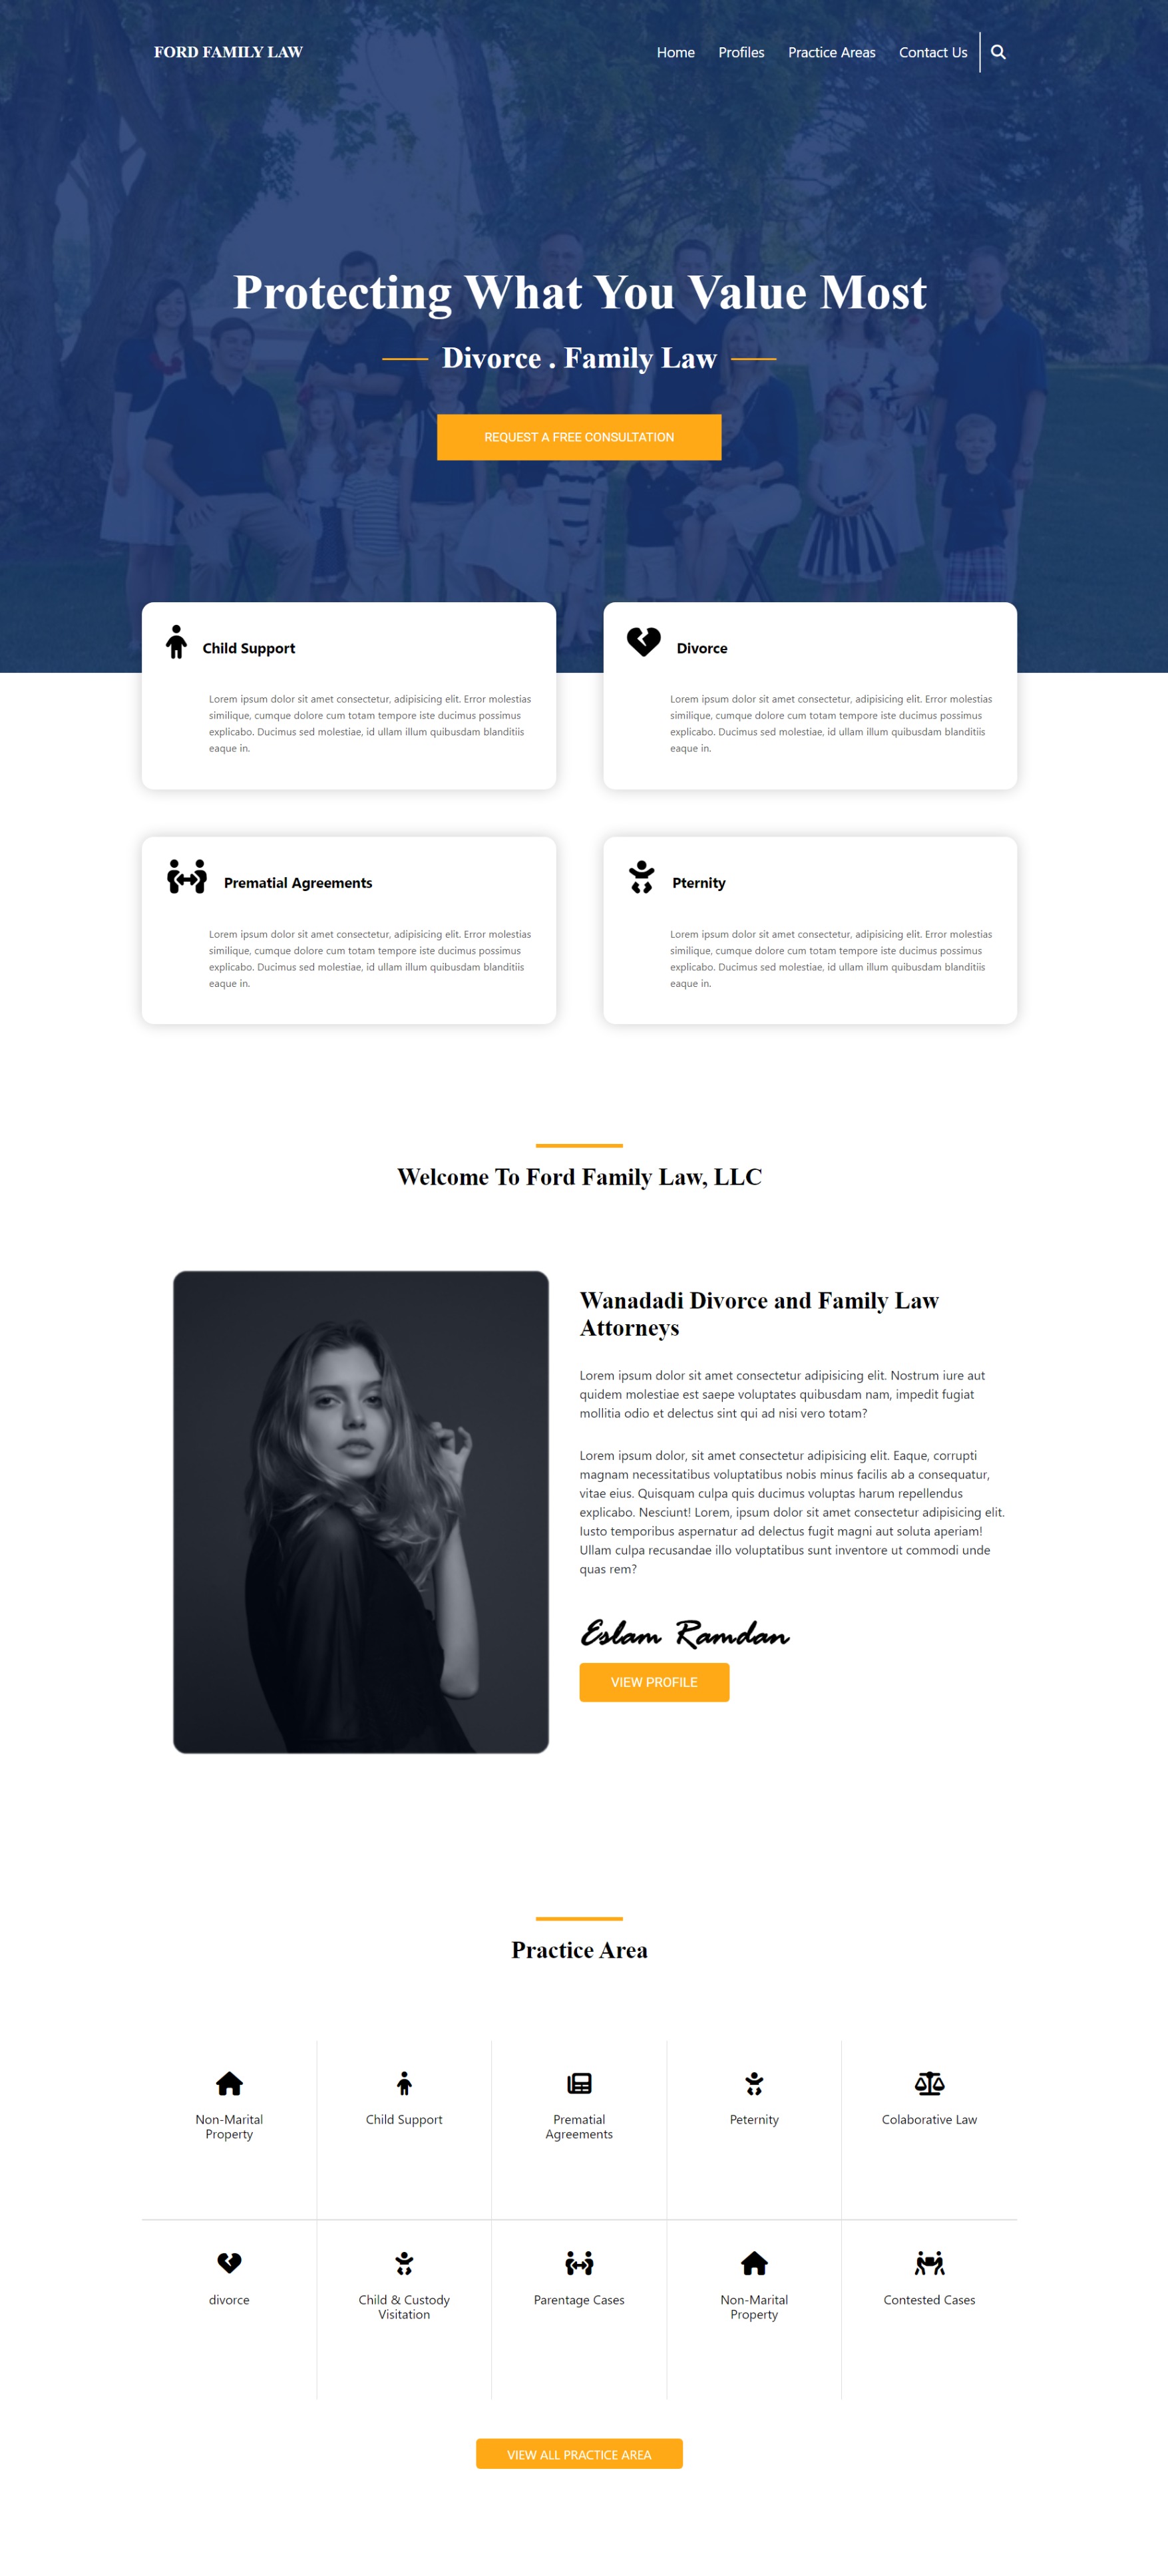 FORD FAMILY LAW
Home Profiles Practice Areas Contact Us
Protecting What You Value Most
Divorce . Family Law
REQUEST A FREE CONSULTATION
Child Support
Lorem ipsum dolor sit amet consectetur, adipisicing elit. Error molestias
similique, cumque dolore cum totam tempore iste ducimus possimus
explicabo. Ducimus sed molestiae, id ullam illum quibusdam blanditiis
eaque in.
Divorce
Lorem ipsum dolor sit amet consectetur, adipisicing elit. Error molestias
similique, cumque dolore cum totam tempore iste ducimus possimus
explicabo. Ducimus sed molestiae, id ullam illum quibusdam blanditiis
eaque in.
Prematial Agreements
Lorem ipsum dolor sit amet consectetur, adipisicing elit. Error molestias
similique, cumque dolore cum totam tempore iste ducimus possimus
explicabo. Ducimus sed molestiae, id ullam illum quibusdam blanditiis
eaque in.
Pternity
Lorem ipsum dolor sit amet consectetur, adipisicing elit. Error molestias
similique, cumque dolore cum totam tempore iste ducimus possimus
explicabo. Ducimus sed molestiae, id ullam illum quibusdam blanditiis
eaque in.
Welcome To Ford Family Law, LLC
Wanadadi Divorce and Family Law
Attorneys
Lorem ipsum dolor sit amet consectetur adipisicing elit. Nostrum iure aut
quidem molestiae est saepe voluptates quibusdam nam, impedit fugiat
mollitia odio et delectus sint qui ad nisi vero totam?
Lorem ipsum dolor, sit amet consectetur adipisicing elit. Eaque, corrupti
magnam necessitatibus voluptatibus nobis minus facilis ab a consequatur,
vitae eius. Quisquam culpa quis ducimus voluptas harum repellendus
explicabo. Nesciunt! Lorem, ipsum dolor sit amet consectetur adipisicing elit.
Iusto temporibus aspernatur ad delectus fugit magni aut soluta aperiam!
Ullam culpa recusandae illo voluptatibus sunt inventore ut commodi unde
quas rem?
Eslam Ramdan
VIEW PROFILE
Practice Area
Non-Marital
Property
Child Support
Prematial
Agreements
Peternity
Colaborative Law
divorce
Child & Custody
Visitation
Parentage Cases
Non-Marital
Property
Contested Cases
VIEW ALL PRACTICE AREA